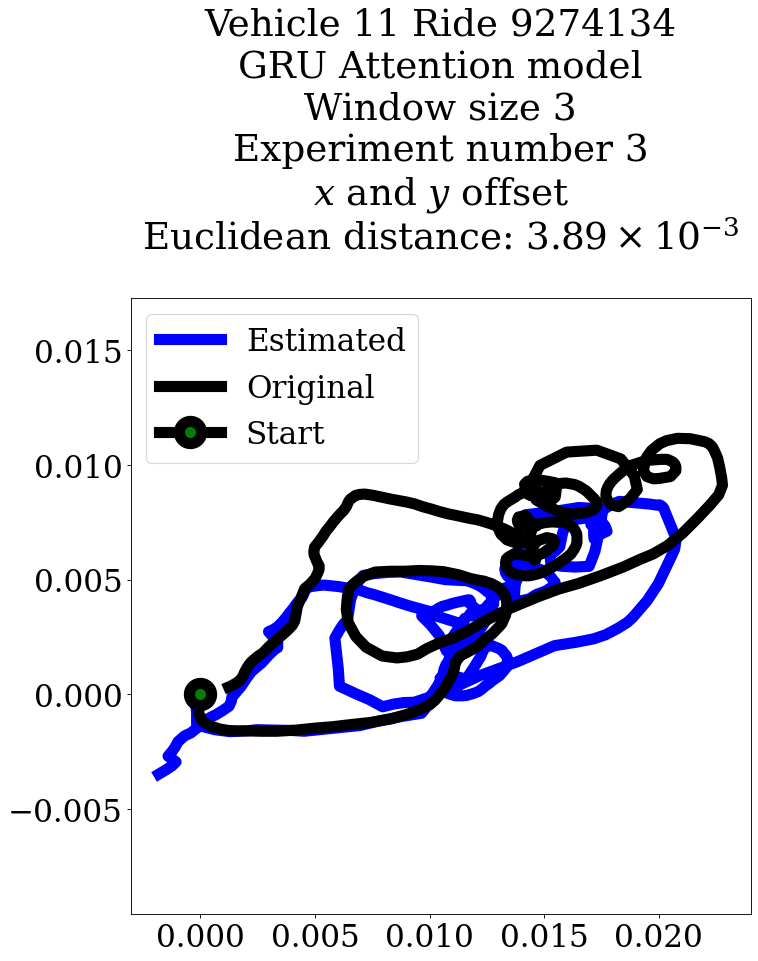 Vehicle 11 Ride 9274134
GRU Attention model
Window size 3
Experiment number 3
x and y offset
Euclidean distance: 3.89 × 10⁻³
Estimated
Original
Start
0.015
0.010
0.005
0.000
−0.005
0.000 0.005 0.010 0.015 0.020